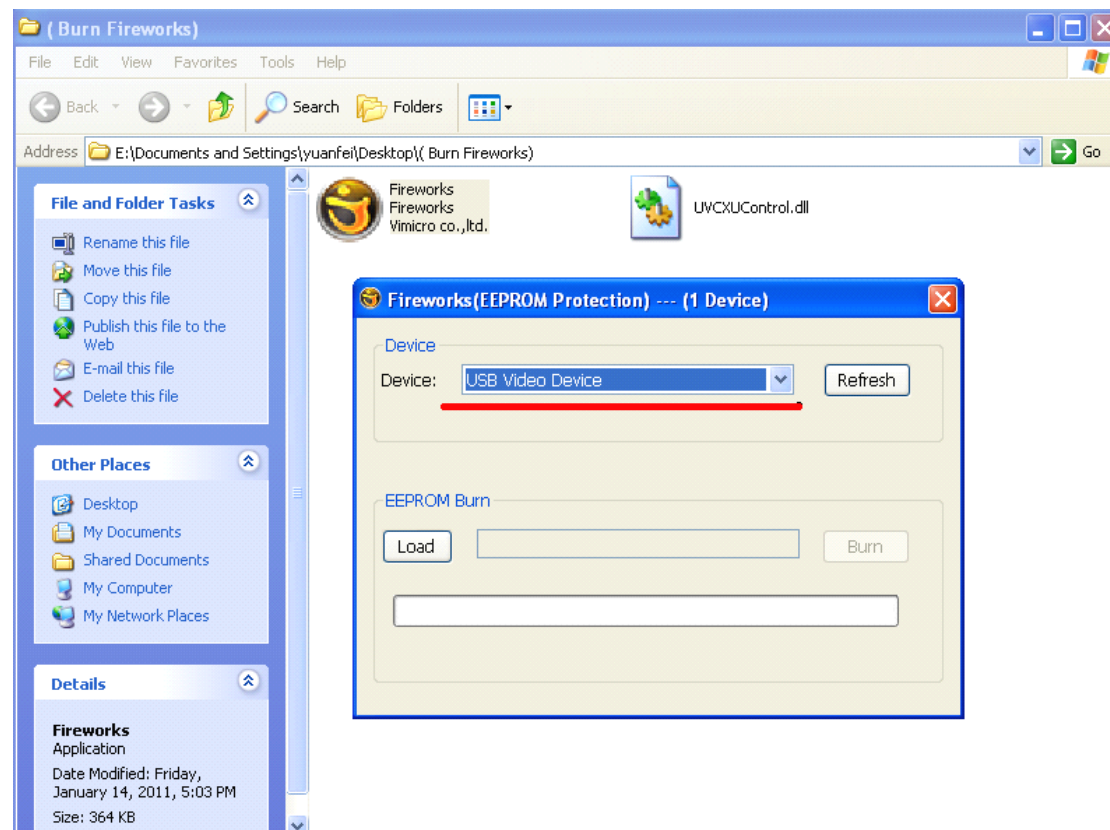 ( Burn Fireworks)
File Edit View Favorites Tools Help
Back Search Folders
Address E:\Documents and Settings\yuanfei\Desktop\( Burn Fireworks) Go
File and Folder Tasks
Rename this file
Move this file
Copy this file
Publish this file to the
Web
E-mail this file
Delete this file
Other Places
Desktop
My Documents
Shared Documents
My Computer
My Network Places
Details
Fireworks
Application
Date Modified: Friday,
January 14, 2011, 5:03 PM
Size: 364 KB
Fireworks
Fireworks
Vimicro co.,ltd.
UVCXUControl.dll
Fireworks(EEPROM Protection) --- (1 Device)
Device
Device: USB Video Device Refresh
EEPROM Burn
Load Burn